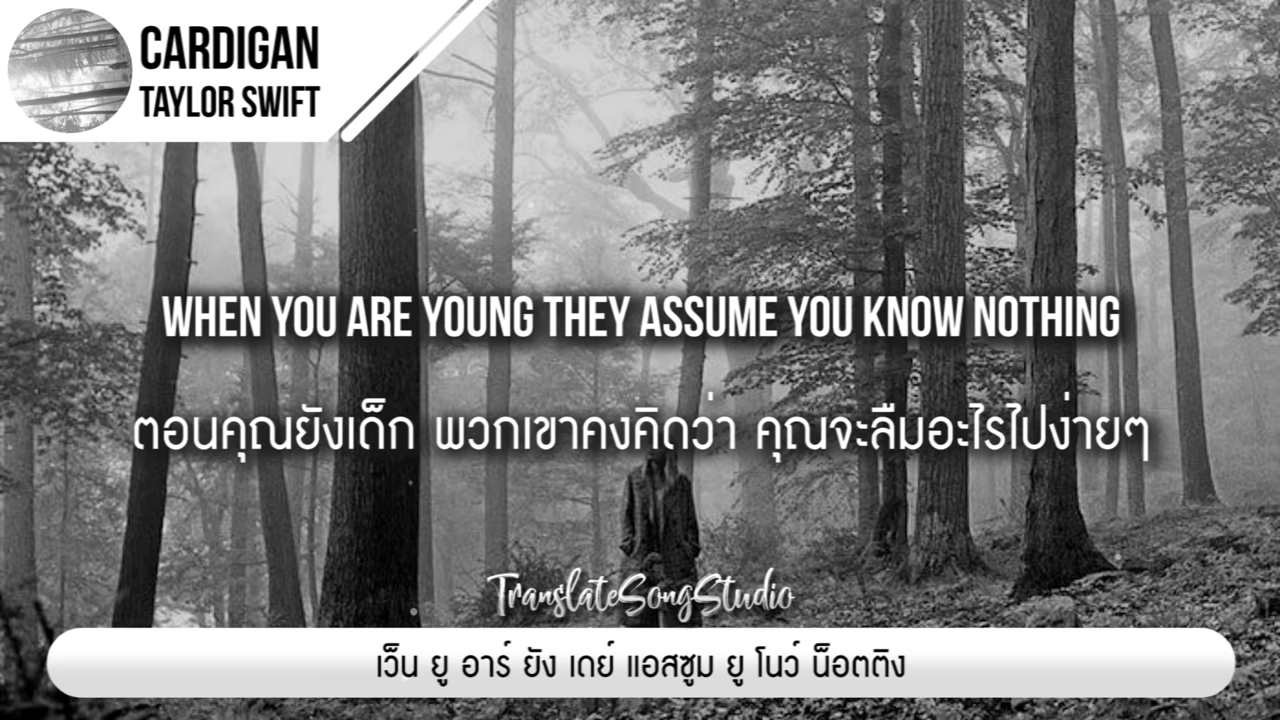 CARDIGAN
TAYLOR SWIFT
WHEN YOU ARE YOUNG THEY ASSUME YOU KNOW NOTHING
ตอนคุณยังเด็ก พวกเขาคงคิดว่า คุณจะลืมอะไรไปง่ายๆ
TranslateSongStudio
เว็น ยู อาร์ ยัง เดย์ แอสซูม ยู โนว์ น็อตติง